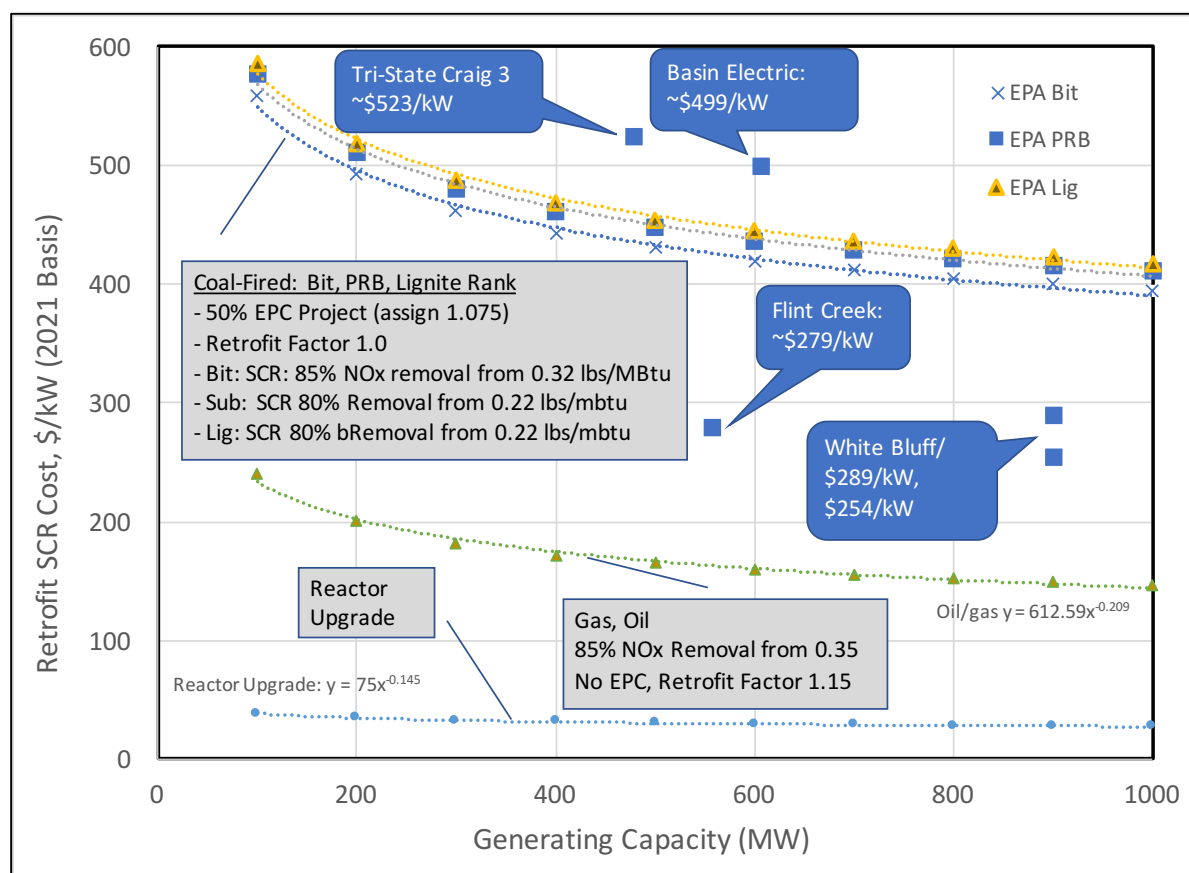 Retrofit SCR Cost, $/kW (2021 Basis)
600
500
400
300
200
100
0
Tri-State Craig 3
~$523/kW
Basin Electric:
~$499/kW
EPA Bit
EPA PRB
EPA Lig
Coal-Fired: Bit, PRB, Lignite Rank
- 50% EPC Project (assign 1.075)
- Retrofit Factor 1.0
- Bit: SCR: 85% NOx removal from 0.32 lbs/MBtu
- Sub: SCR 80% Removal from 0.22 lbs/mbtu
- Lig: SCR 80% bRemoval from 0.22 lbs/mbtu
Flint Creek:
~$279/kW
White Bluff/
$289/kW,
$254/kW
Reactor
Upgrade
Gas, Oil
85% NOx Removal from 0.35
No EPC, Retrofit Factor 1.15
Oil/gas y = 612.59x-0.209
Reactor Upgrade: y = 75x-0.145
0
200
400
600
800
1000
Generating Capacity (MW)